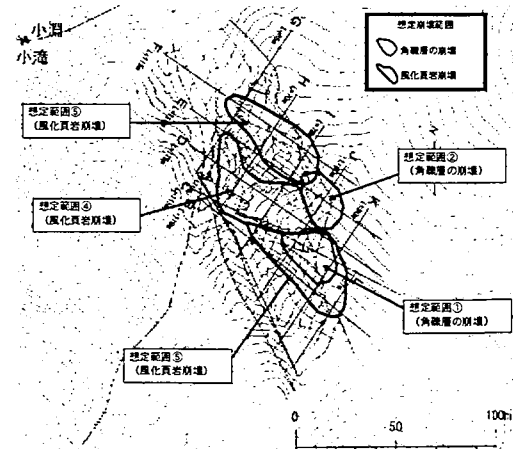 小淵
小滝
想定崩壊範囲
角礫層の崩壊
風化頁岩崩壊
想定範囲⑤
(風化頁岩崩壊)
想定範囲②
(角礫層の崩壊)
想定範囲④
(風化頁岩崩壊)
想定範囲①
(角礫層の崩壊)
想定範囲⑤
(風化頁岩崩壊)
F
G
H
E
D
J
K
0
50
100m